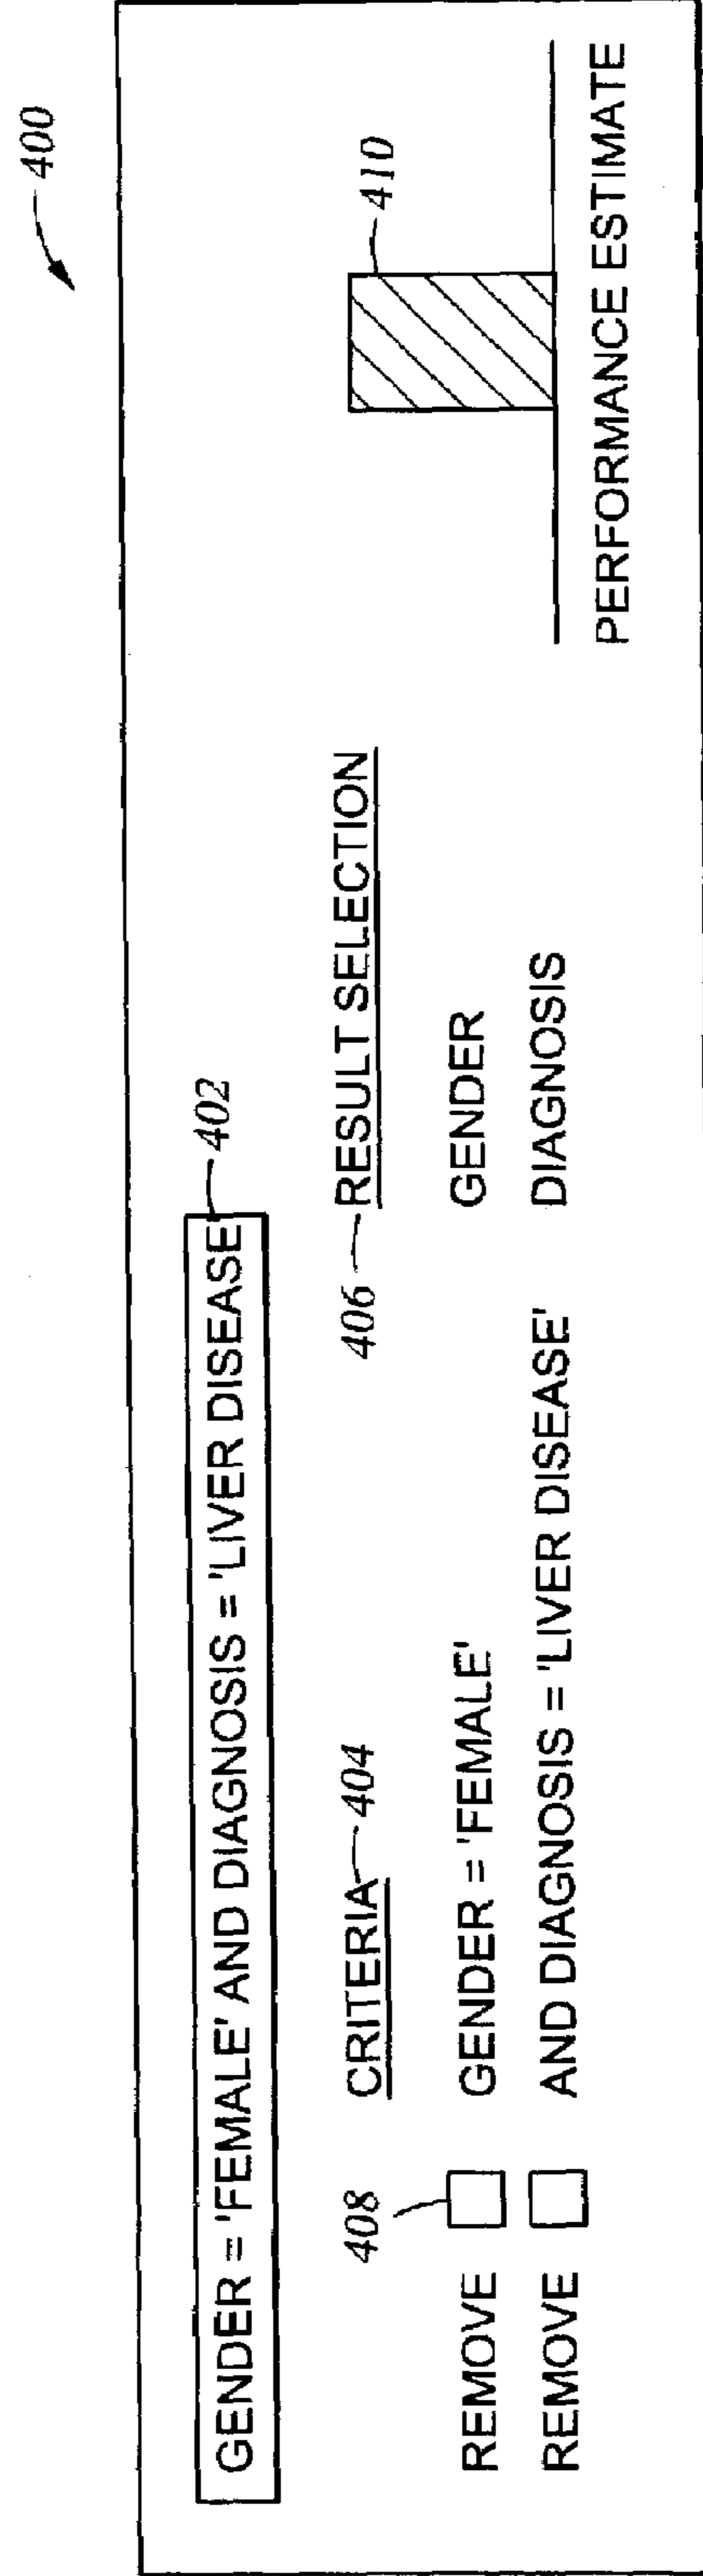 400
GENDER = 'FEMALE' AND DIAGNOSIS = 'LIVER DISEASE
402
CRITERIA 404
406 RESULT SELECTION
410
408
REMOVE GENDER = 'FEMALE' GENDER
REMOVE AND DIAGNOSIS = 'LIVER DISEASE' DIAGNOSIS
PERFORMANCE ESTIMATE